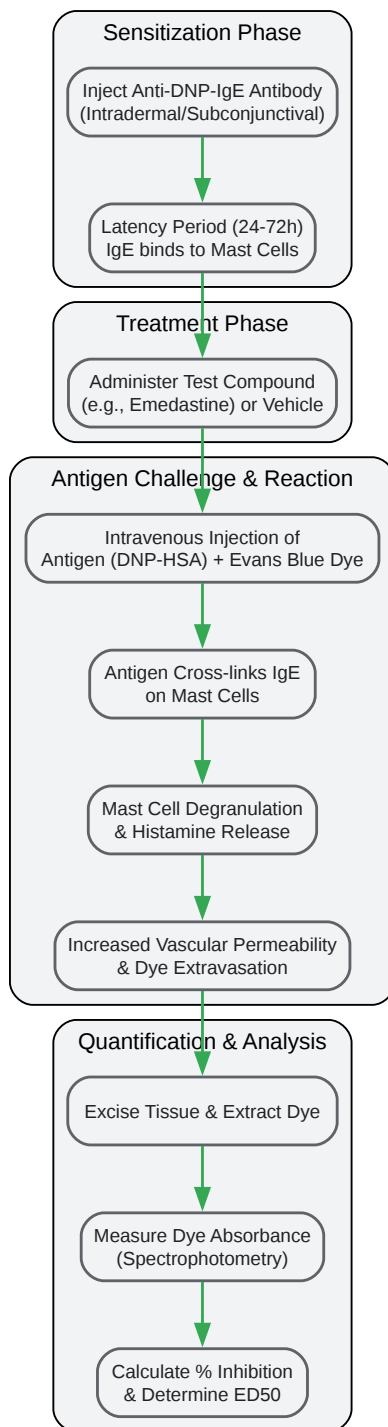 Sensitization Phase
Inject Anti-DNP-IgE Antibody
(Intradermal/Subconjunctival)
Latency Period (24-72h)
IgE binds to Mast Cells
Treatment Phase
Administer Test Compound
(e.g., Emedastine) or Vehicle
Antigen Challenge & Reaction
Intravenous Injection of
Antigen (DNP-HSA) + Evans Blue Dye
Antigen Cross-links IgE
on Mast Cells
Mast Cell Degranulation
& Histamine Release
Increased Vascular Permeability
& Dye Extravasation
Quantification & Analysis
Excise Tissue & Extract Dye
Measure Dye Absorbance
(Spectrophotometry)
Calculate % Inhibition
& Determine ED50